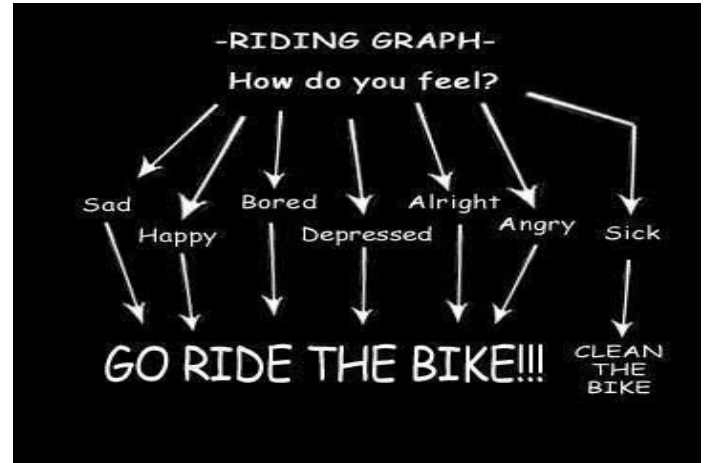 -RIDING GRAPH-
How do you feel?
Sad
Happy
Bored
Depressed
Alright
Angry
Sick
GO RIDE THE BIKE!!!
CLEAN
THE
BIKE